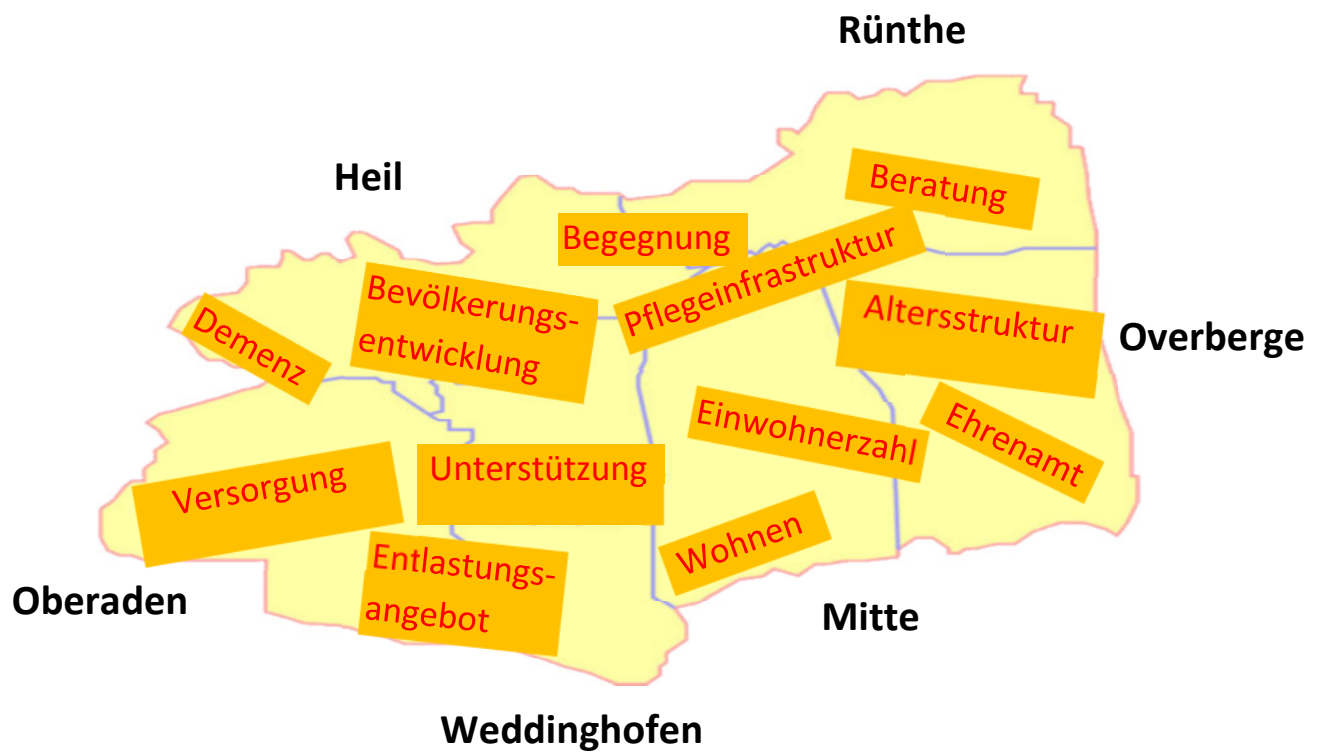 Rünthe
Heil
Beratung
Begegnung
Pflegeinfrastruktur
Bevölkerungs-
entwicklung
Demenz
Altersstruktur
Overberge
Einwohnerzahl
Ehrenamt
Versorgung
Unterstützung
Wohnen
Entlastungs-
angebot
Oberaden
Mitte
Weddinghofen